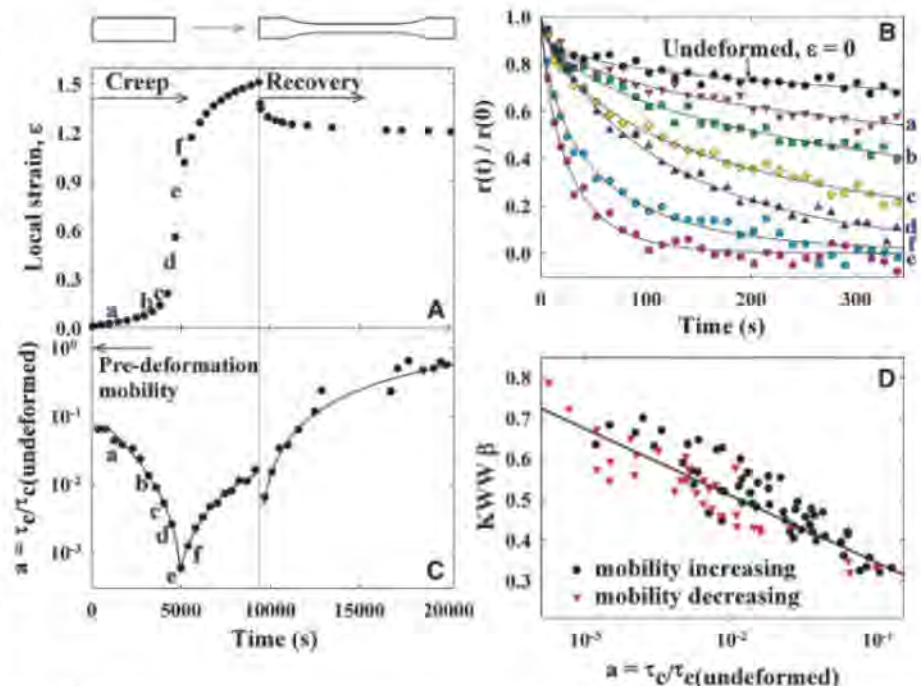 Creep
Recovery
Local strain, ε
1.5
1.2
0.9
0.6
0.3
0.0
a
b
c
d
e
f
A
Pre-deformation
mobility
a = τc/τc(undeformed)
10⁰
10⁻¹
10⁻²
10⁻³
a
b
c
d
e
f
C
0 5000 10000 15000 20000
Time (s)
B
Undeformed, ε = 0
r(t) / r(0)
1.0
0.8
0.6
0.4
0.2
0.0
a
b
c
d
f
e
0 100 200 300
Time (s)
D
KWW β
0.8
0.7
0.6
0.5
0.4
0.3
mobility increasing
mobility decreasing
10⁻³ 10⁻² 10⁻¹
a = τc/τc(undeformed)